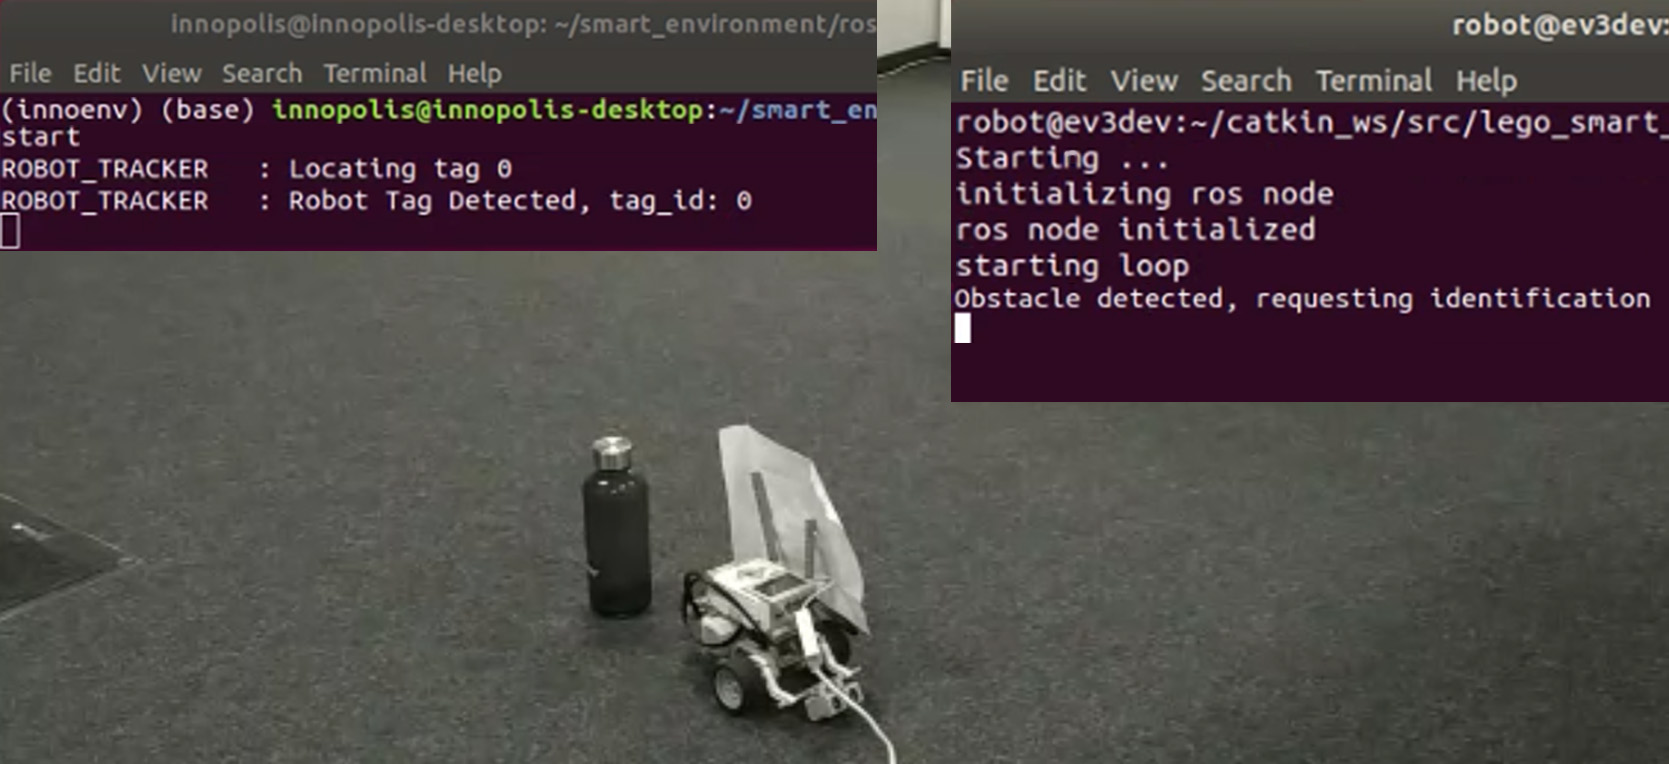 innopolis@innopolis-desktop: ~/smart_environment/ros
File Edit View Search Terminal Help
(innoenv) (base) innopolis@innopolis-desktop:~/smart_en
start
ROBOT_TRACKER : Locating tag 0
ROBOT_TRACKER : Robot Tag Detected, tag_id: 0
robot@ev3dev:
File Edit View Search Terminal Help
robot@ev3dev:~/catkin_ws/src/lego_smart_
Starting ...
initializing ros node
ros node initialized
starting loop
Obstacle detected, requesting identification